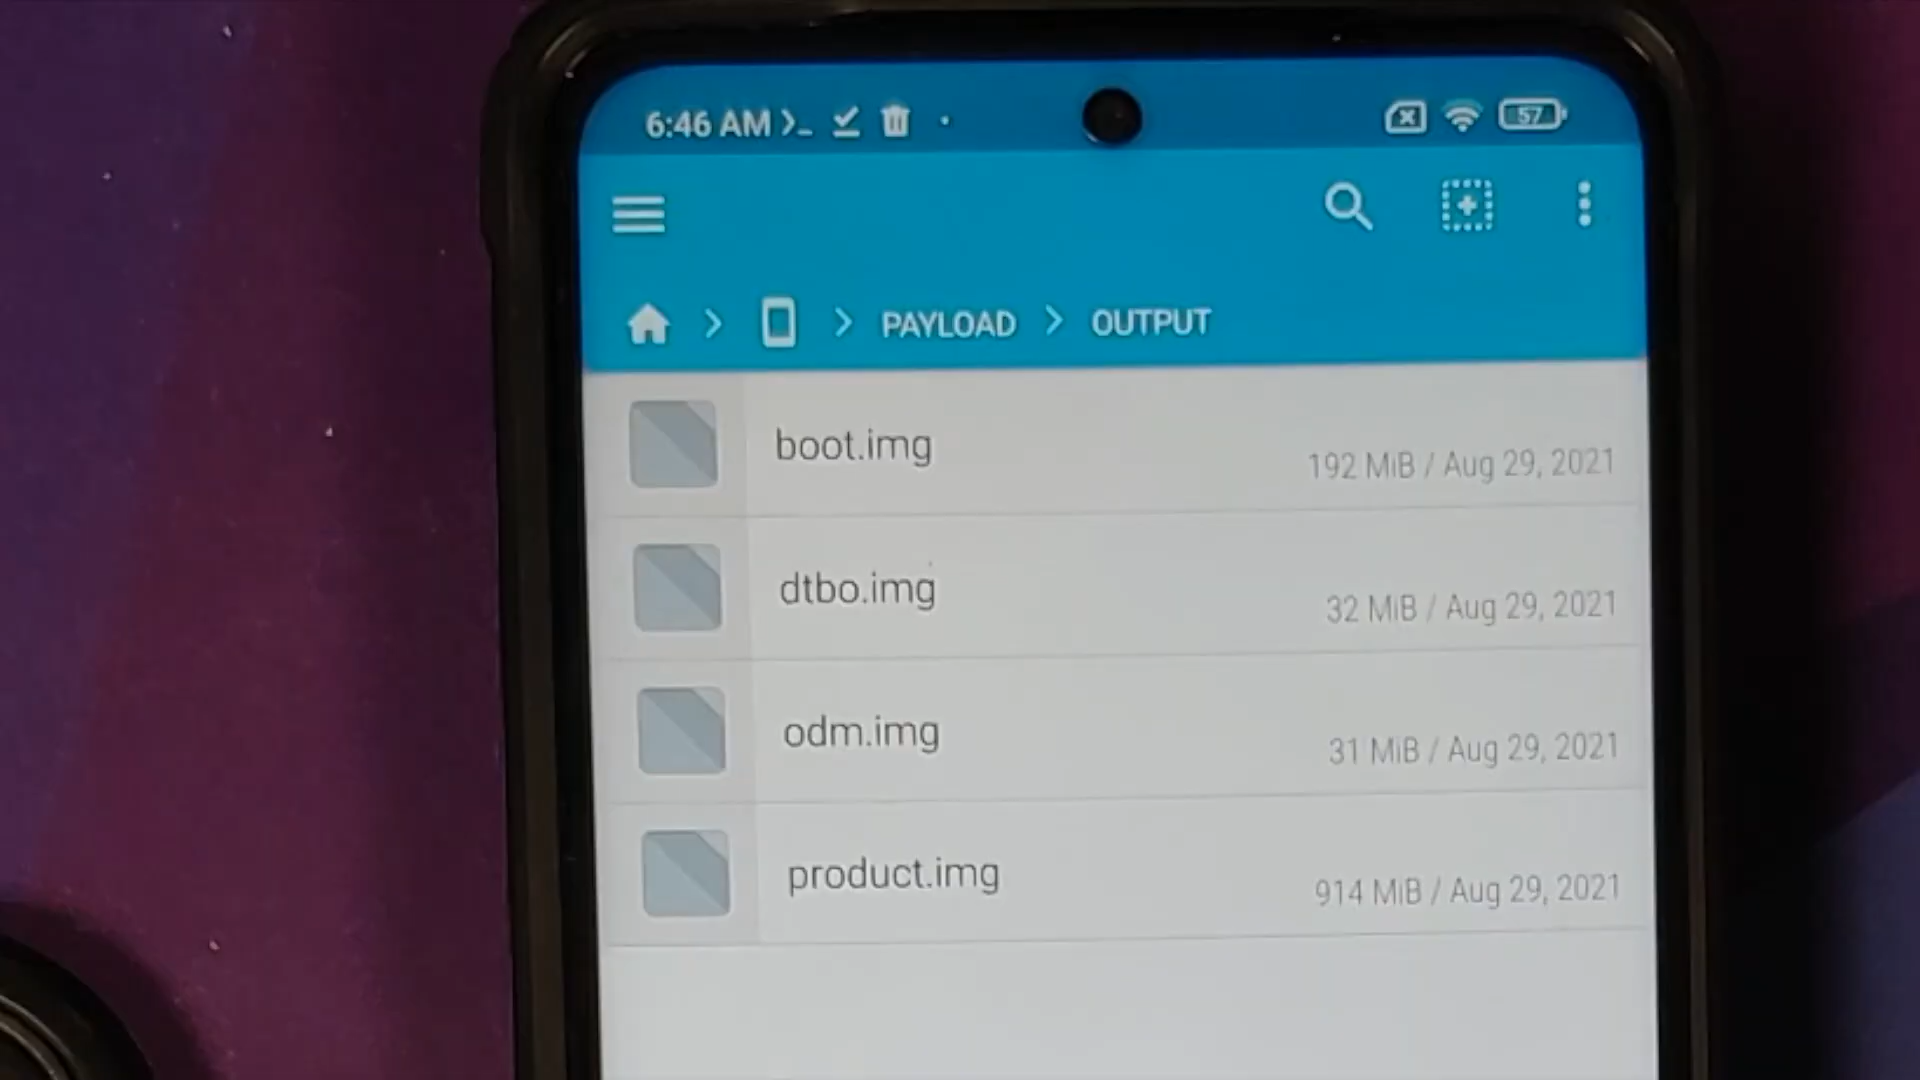 6:46 AM
57
PAYLOAD OUTPUT
boot.img
192 MiB / Aug 29, 2021
dtbo.img
32 MiB / Aug 29, 2021
odm.img
31 MiB / Aug 29, 2021
product.img
914 MiB / Aug 29, 2021